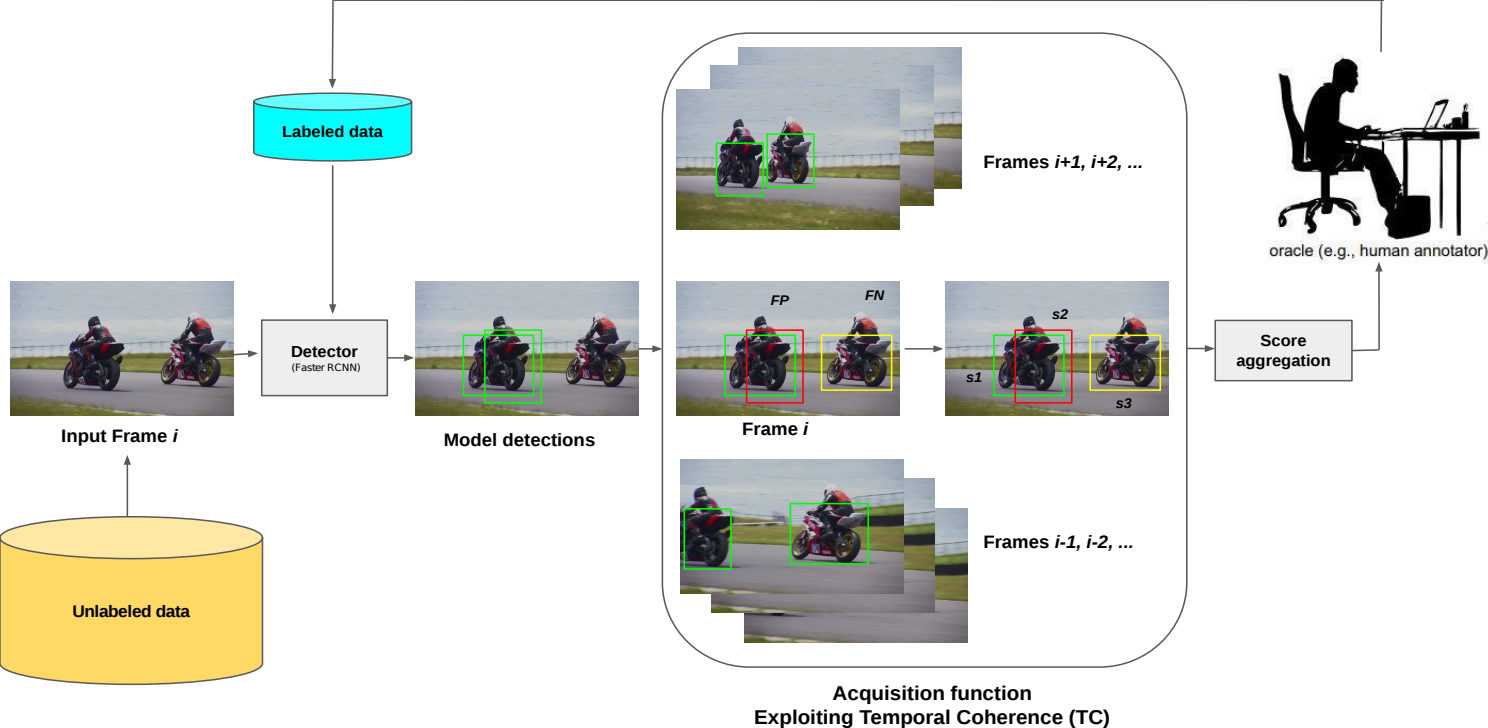 Labeled data
Frames i+1, i+2, ...
oracle (e.g., human annotator)
FP
FN
s2
s1
s3
Detector
(Faster RCNN)
Score
aggregation
Input Frame i
Model detections
Frame i
Frames i-1, i-2, ...
Unlabeled data
Acquisition function
Exploiting Temporal Coherence (TC)